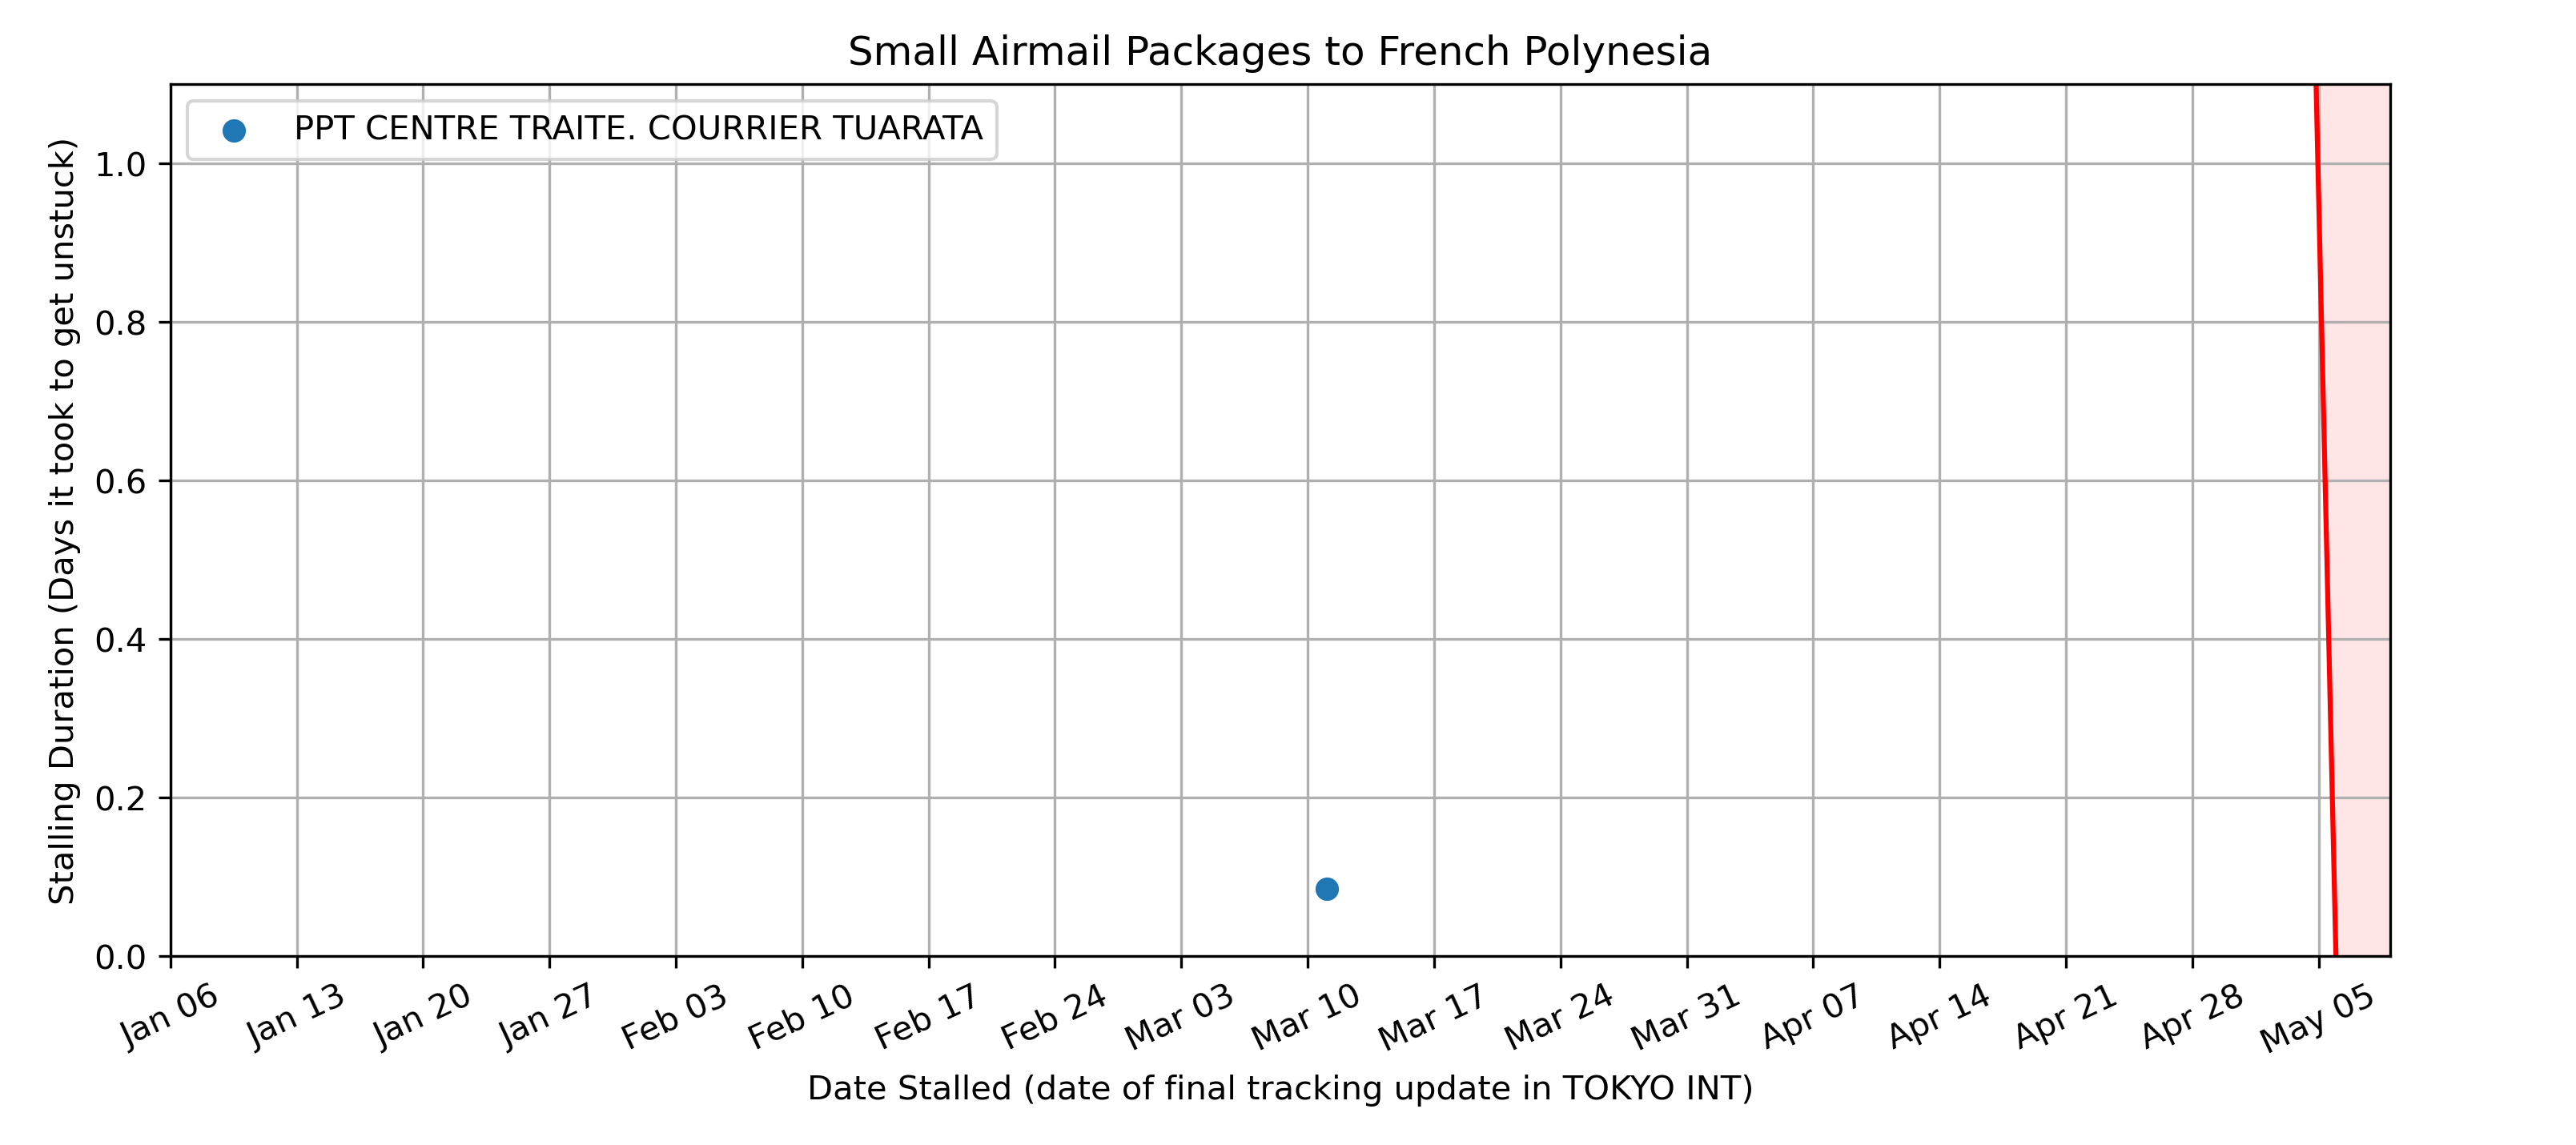 Small Airmail Packages to French Polynesia
PPT CENTRE TRAITE. COURRIER TUARATA
Stalling Duration (Days it took to get unstuck)
1.0
0.8
0.6
0.4
0.2
0.0
Jan 06 Jan 13 Jan 20 Jan 27 Feb 03 Feb 10 Feb 17 Feb 24 Mar 03 Mar 10 Mar 17 Mar 24 Mar 31 Apr 07 Apr 14 Apr 21 Apr 28 May 05
Date Stalled (date of final tracking update in TOKYO INT)